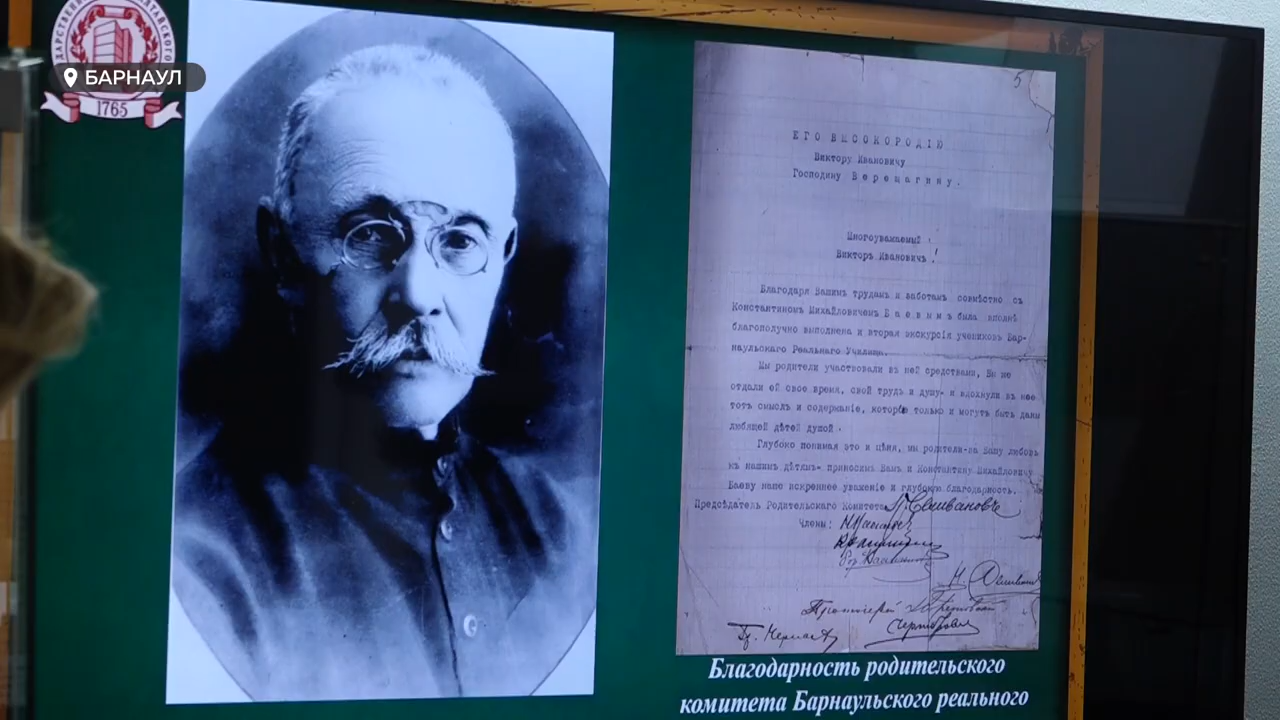 БАРНАУЛ
1765
5
ЕГО ВЫСОКОРОДІЮ
Виктору Ивановичу
Господину Верещагину.
Многоуважаемый
Викторъ Ивановичъ!
Благодаря Вашимъ трудамъ и заботамъ совмѣстно съ
Константиномъ Михайловичемъ Баевымъ была вполнѣ
благополучно выполнена и вторая экскурсія учениковъ Бар-
наульскаго Реальнаго Училища.
Мы родители участвовали въ ней средствами, Вы же
отдали ей свое время, свой трудъ и душу- и вдохнули въ нее
тотъ смыслъ и содержаніе, которые только и могутъ быть даны
любящей дѣтей душой.
Глубоко понимая это и цѣня, мы родители-за Вашу любовь
къ нашимъ дѣтямъ- приносимъ Вамъ и Константину Михайловичу
Баеву наше искреннее уваженіе и глубокую благодарность.
Предсѣдатель Родительскаго Комитета
Члены:
Протоіерей
Благодарность родительского
комитета Барнаульского реального